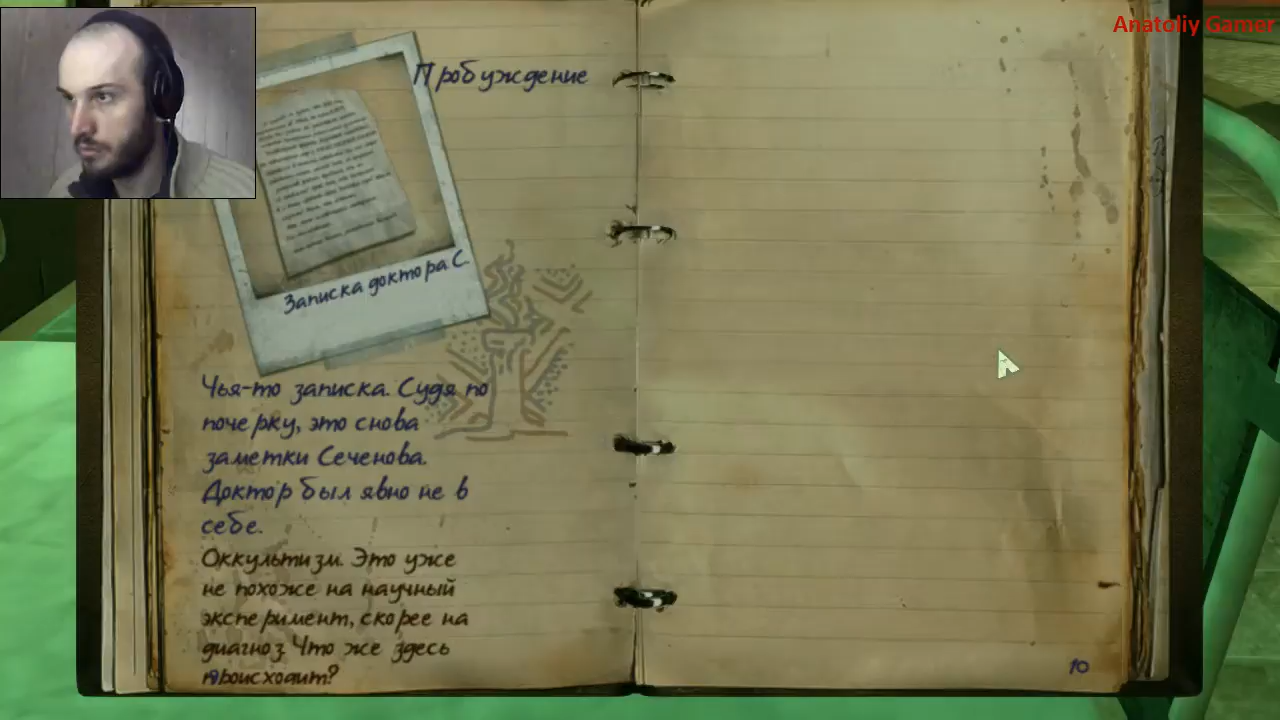 Anatoliy Gamer
Пробуждение
Записка доктора С.
Чья-то записка. Судя по
почерку, это снова
заметки Сеченова.
Доктор был явно не в
себе.
Оккультизм. Это уже
не похоже на научный
эксперимент, скорее на
диагноз. Что же здесь
происходит?
9
10